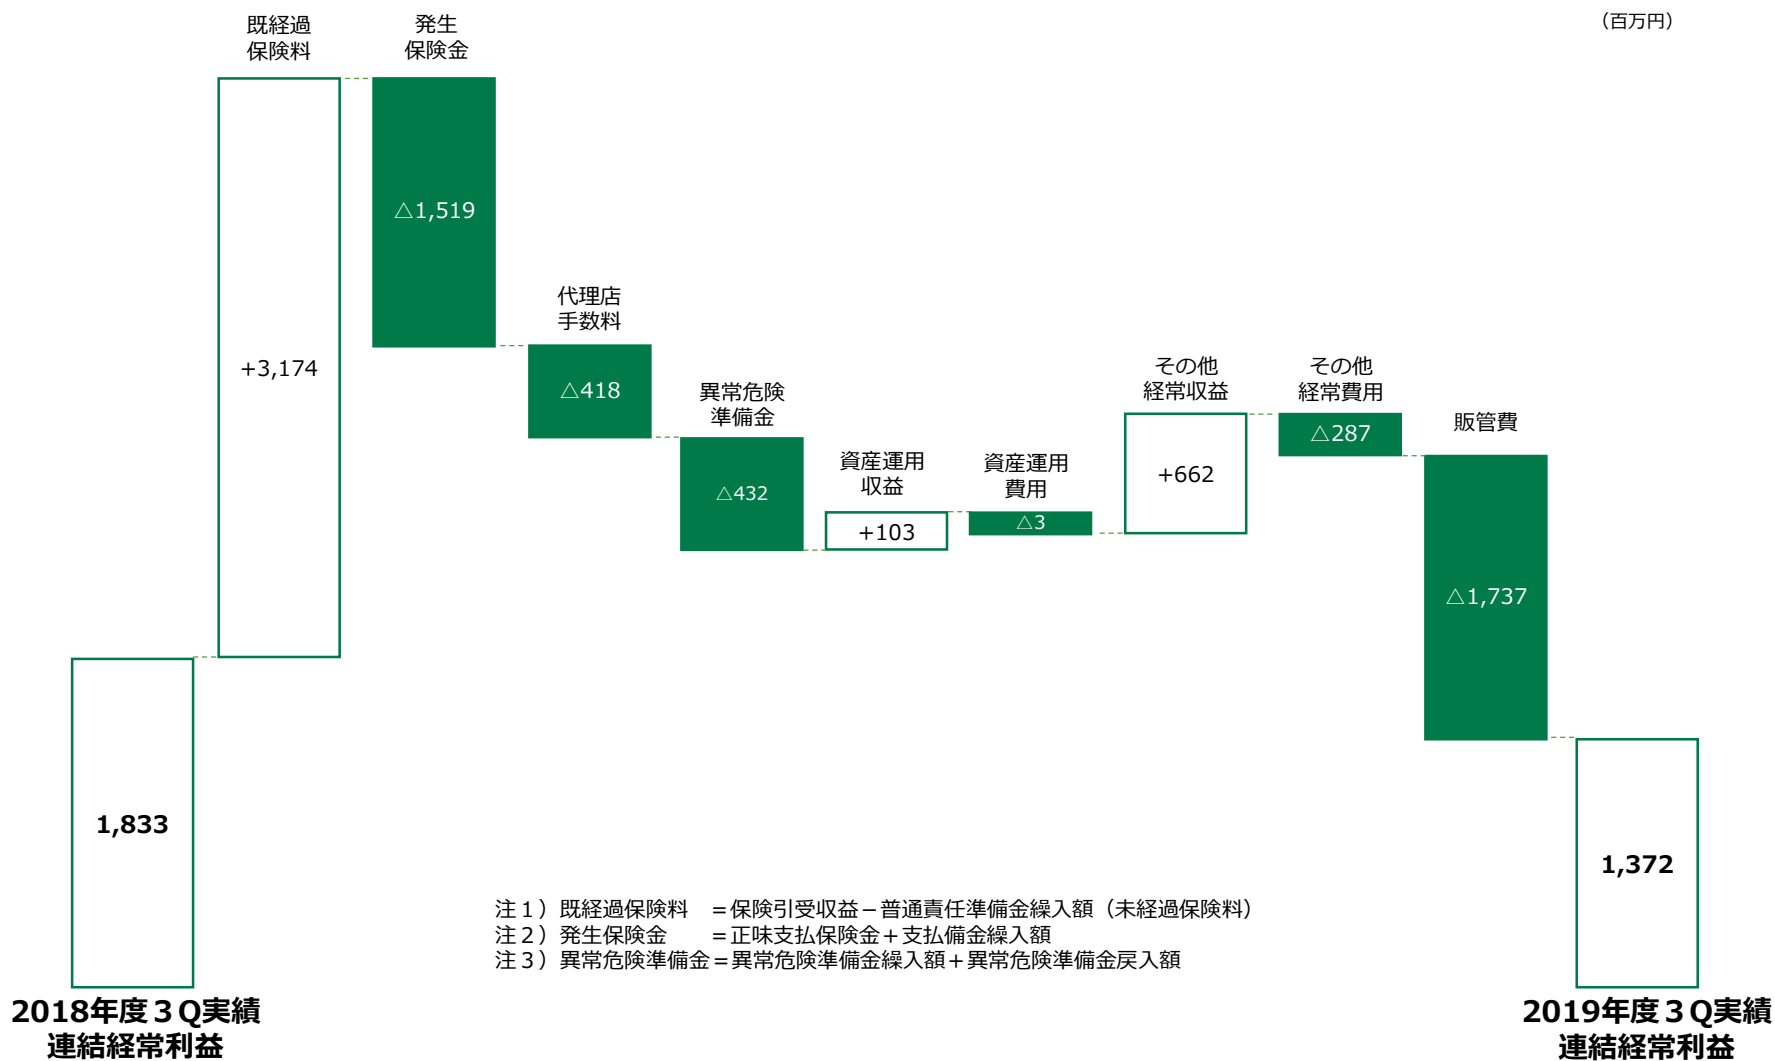 （百万円）
既経過
保険料
発生
保険金
+3,174
△1,519
代理店
手数料
△418
異常危険
準備金
△432
資産運用
収益
+103
資産運用
費用
△3
その他
経常収益
+662
その他
経常費用
△287
販管費
△1,737
1,833
1,372
注１）既経過保険料　＝保険引受収益－普通責任準備金繰入額（未経過保険料）
注２）発生保険金　　＝正味支払保険金＋支払備金繰入額
注３）異常危険準備金＝異常危険準備金繰入額＋異常危険準備金戻入額
2018年度３Q実績
連結経常利益
2019年度３Q実績
連結経常利益